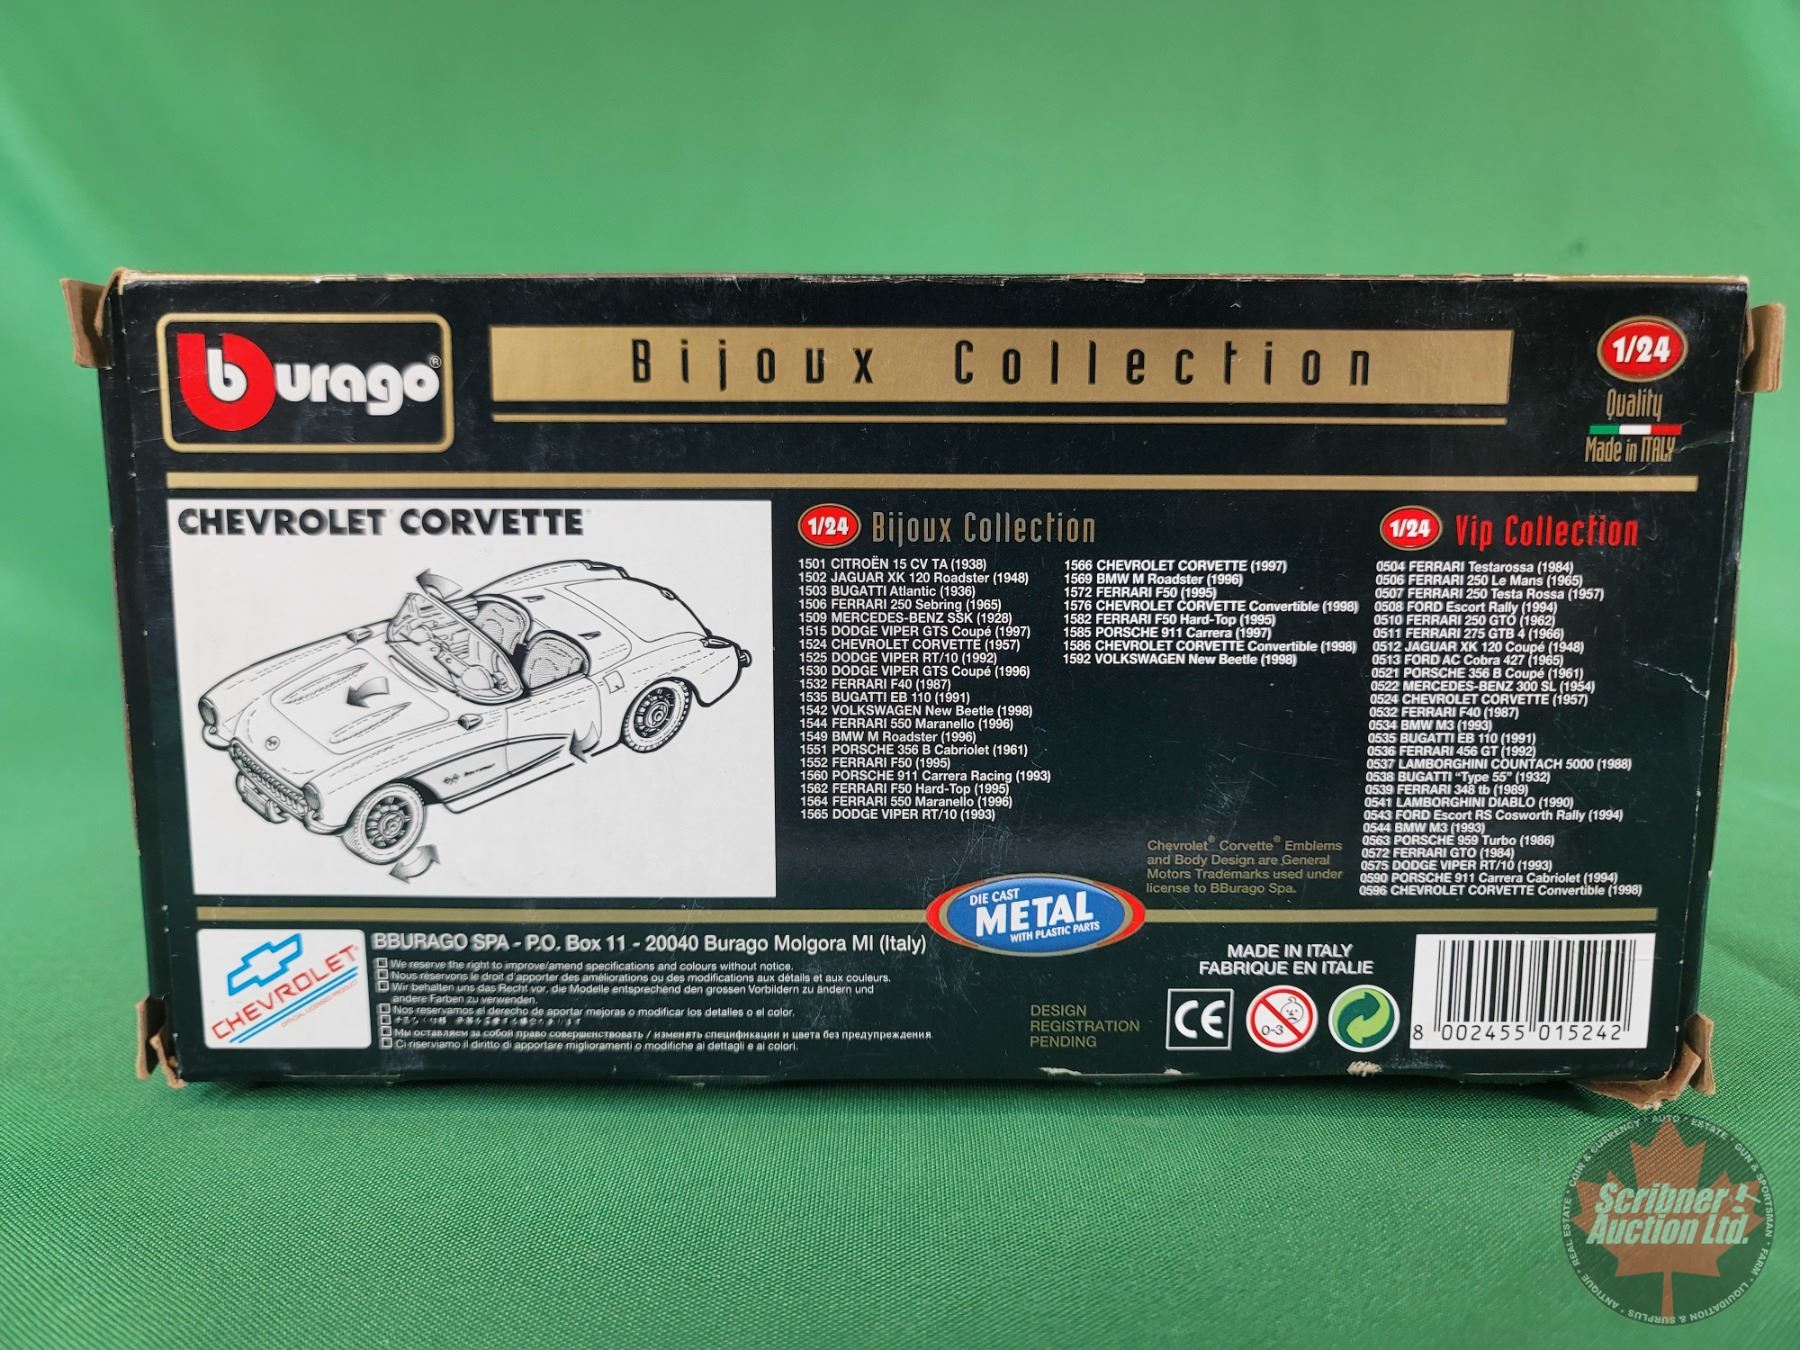 burago®
Bijoux Collection
1/24
Quality
Made in ITALY
CHEVROLET CORVETTE
1/24 Bijoux Collection
1501 CITROËN 15 CV TA (1938)
1502 JAGUAR XK 120 Roadster (1948)
1503 BUGATTI Atlantic (1936)
1506 FERRARI 250 Sebring (1965)
1509 MERCEDES-BENZ SSK (1928)
1515 DODGE VIPER GTS Coupé (1997)
1524 CHEVROLET CORVETTE (1957)
1525 DODGE VIPER RT/10 (1992)
1530 DODGE VIPER GTS Coupé (1996)
1532 FERRARI F40 (1987)
1535 BUGATTI EB 110 (1991)
1542 VOLKSWAGEN New Beetle (1998)
1544 FERRARI 550 Maranello (1996)
1549 BMW M Roadster (1996)
1551 PORSCHE 356 B Cabriolet (1961)
1552 FERRARI F50 (1995)
1560 PORSCHE 911 Carrera Racing (1993)
1562 FERRARI F50 Hard-Top (1995)
1564 FERRARI 550 Maranello (1996)
1565 DODGE VIPER RT/10 (1993)
1566 CHEVROLET CORVETTE (1997)
1569 BMW M Roadster (1996)
1572 FERRARI F50 (1995)
1576 CHEVROLET CORVETTE Convertible (1998)
1582 FERRARI F50 Hard-Top (1995)
1585 PORSCHE 911 Carrera (1997)
1586 CHEVROLET CORVETTE Convertible (1998)
1592 VOLKSWAGEN New Beetle (1998)
1/24 Vip Collection
0504 FERRARI Testarossa (1984)
0506 FERRARI 250 Le Mans (1965)
0507 FERRARI 250 Testa Rossa (1957)
0508 FORD Escort Rally (1994)
0510 FERRARI 250 GTO (1962)
0511 FERRARI 275 GTB 4 (1966)
0512 JAGUAR XK 120 Coupé (1948)
0513 FORD AC Cobra 427 (1965)
0521 PORSCHE 356 B Coupé (1961)
0522 MERCEDES-BENZ 300 SL (1954)
0524 CHEVROLET CORVETTE (1957)
0532 FERRARI F40 (1987)
0534 BMW M3 (1993)
0535 BUGATTI EB 110 (1991)
0536 FERRARI 456 GT (1992)
0537 LAMBORGHINI COUNTACH 5000 (1988)
0538 BUGATTI "Type 55" (1932)
0539 FERRARI 348 tb (1989)
0541 LAMBORGHINI DIABLO (1990)
0543 FORD Escort RS Cosworth Rally (1994)
0544 BMW M3 (1993)
0563 PORSCHE 959 Turbo (1986)
0572 FERRARI GTO (1984)
0575 DODGE VIPER RT/10 (1993)
0590 PORSCHE 911 Carrera Cabriolet (1994)
0596 CHEVROLET CORVETTE Convertible (1998)
Chevrolet® Corvette® Emblems
and Body Design are General
Motors Trademarks used under
license to BBurago Spa.
DIE CAST
METAL
WITH PLASTIC PARTS
CHEVROLET
OFFICIAL LICENSED PRODUCT
BBURAGO SPA - P.O. Box 11 - 20040 Burago Molgora MI (Italy)
We reserve the right to improve/amend specifications and colours without notice.
Nous réservons le droit d'apporter des améliorations ou des modifications aux détails et aux couleurs.
Wir behalten uns das Recht vor, die Modelle entsprechend den grossen Vorbildern zu ändern und
andere Farben zu verwenden.
Nos reservamos el derecho de aportar mejoras o modificar los detalles o el color.
Мы оставляем за собой право совершенствовать / изменять спецификации и цвета без предупреждения.
Ci riserviamo il diritto di apportare miglioramenti o modifiche ai dettagli e ai colori.
DESIGN
REGISTRATION
PENDING
MADE IN ITALY
FABRIQUE EN ITALIE
CE
0-3
8 002455 015242
Scribner
Auction Ltd.
AUTO · ESTATE · GUN & SPORTSMAN · FARM · LIQUIDATION & SURPLUS · ANTIQUE · REAL ESTATE · COIN & CURRENCY